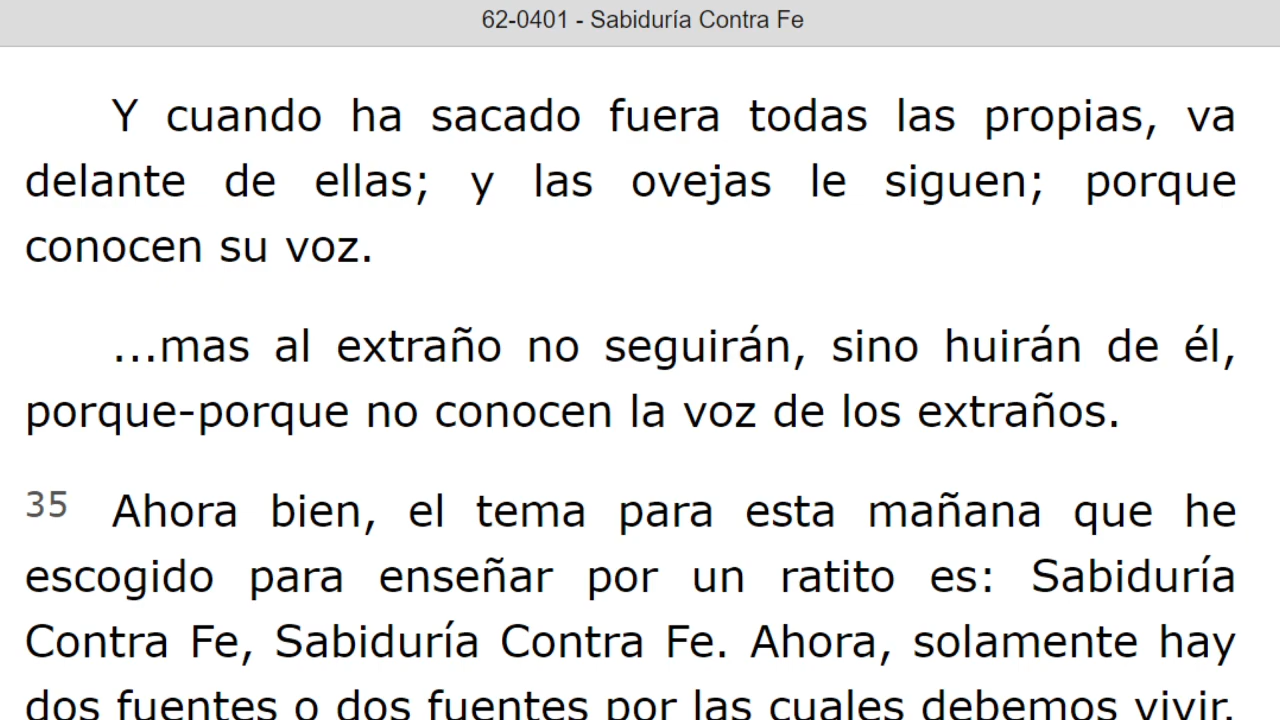 62-0401 - Sabiduría Contra Fe
Y cuando ha sacado fuera todas las propias, va
delante de ellas; y las ovejas le siguen; porque
conocen su voz.
…mas al extraño no seguirán, sino huirán de él,
porque-porque no conocen la voz de los extraños.
35 Ahora bien, el tema para esta mañana que he
escogido para enseñar por un ratito es: Sabiduría
Contra Fe, Sabiduría Contra Fe. Ahora, solamente hay
dos fuentes o dos fuentes por las cuales debemos vivir.